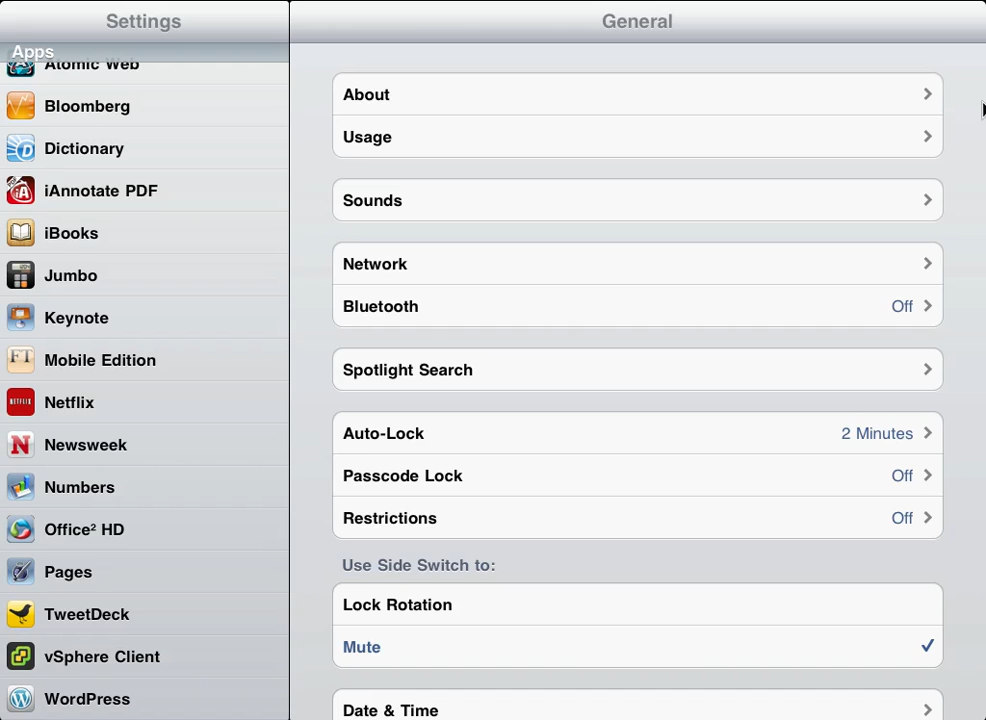 Settings
Apps
Atomic Web
Bloomberg
Dictionary
iAnnotate PDF
iBooks
Jumbo
Keynote
FT
Mobile Edition
NETFLIX
Netflix
N
Newsweek
Numbers
Office² HD
Pages
TweetDeck
vSphere Client
WordPress
General
About
Usage
Sounds
Network
Bluetooth Off
Spotlight Search
Auto-Lock 2 Minutes
Passcode Lock Off
Restrictions Off
Use Side Switch to:
Lock Rotation
Mute
Date & Time